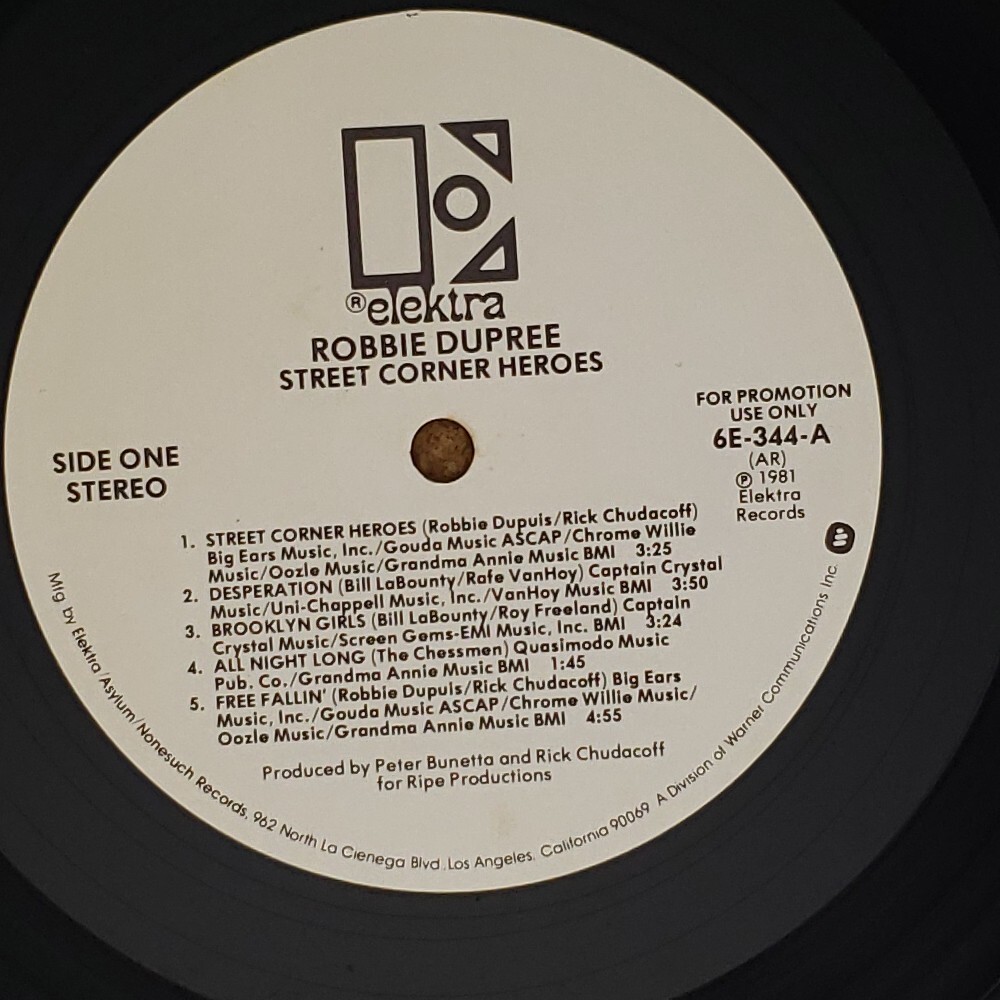 ® elektra
ROBBIE DUPREE
STREET CORNER HEROES
FOR PROMOTION
USE ONLY
6E-344-A
(AR)
℗ 1981
Elektra
Records
SIDE ONE
STEREO
1. STREET CORNER HEROES (Robbie Dupuis/Rick Chudacoff)
Big Ears Music, Inc./Gouda Music ASCAP/Chrome Willie
Music/Oozle Music/Grandma Annie Music BMI 3:25
2. DESPERATION (Bill LaBounty/Rafe VanHoy) Captain Crystal
Music/Uni-Chappell Music, Inc./VanHoy Music BMI 3:50
3. BROOKLYN GIRLS (Bill LaBounty/Roy Freeland) Captain
Crystal Music/Screen Gems-EMI Music, Inc. BMI 3:24
4. ALL NIGHT LONG (The Chessmen) Quasimodo Music
Pub. Co./Grandma Annie Music BMI 1:45
5. FREE FALLIN' (Robbie Dupuis/Rick Chudacoff) Big Ears
Music, Inc./Gouda Music ASCAP/Chrome Willie Music/
Oozle Music/Grandma Annie Music BMI 4:55
Produced by Peter Bunetta and Rick Chudacoff
for Ripe Productions
Mfg. by Elektra/Asylum/Nonesuch Records, 962 North La Cienega Blvd., Los Angeles, California 90069 A Division of Warner Communications Inc.